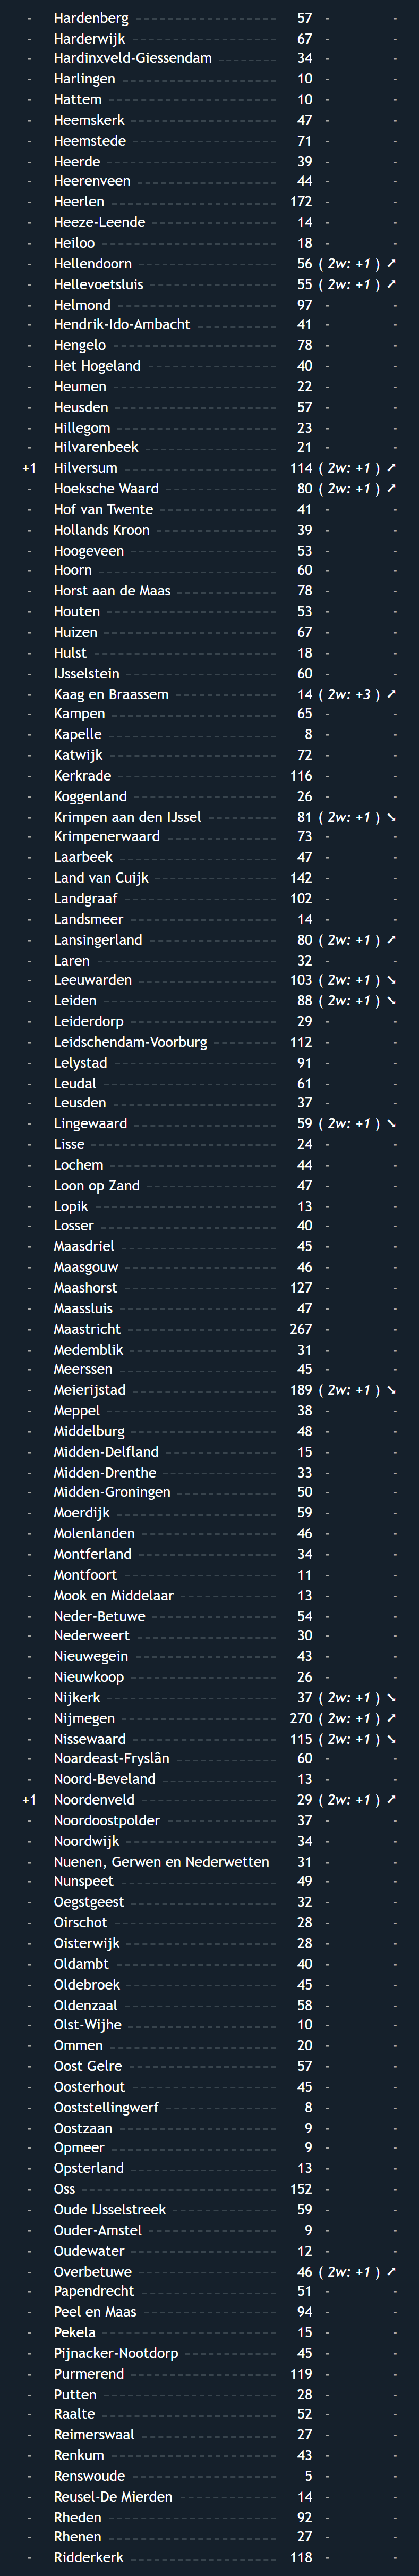 - Hardenberg 57 - -
- Harderwijk 67 - -
- Hardinxveld-Giessendam 34 - -
- Harlingen 10 - -
- Hattem 10 - -
- Heemskerk 47 - -
- Heemstede 71 - -
- Heerde 39 - -
- Heerenveen 44 - -
- Heerlen 172 - -
- Heeze-Leende 14 - -
- Heiloo 18 - -
- Hellendoorn 56 ( 2w: +1 ) ➚
- Hellevoetsluis 55 ( 2w: +1 ) ➚
- Helmond 97 - -
- Hendrik-Ido-Ambacht 41 - -
- Hengelo 78 - -
- Het Hogeland 40 - -
- Heumen 22 - -
- Heusden 57 - -
- Hillegom 23 - -
- Hilvarenbeek 21 - -
+1 Hilversum 114 ( 2w: +1 ) ➚
- Hoeksche Waard 80 ( 2w: +1 ) ➚
- Hof van Twente 41 - -
- Hollands Kroon 39 - -
- Hoogeveen 53 - -
- Hoorn 60 - -
- Horst aan de Maas 78 - -
- Houten 53 - -
- Huizen 67 - -
- Hulst 18 - -
- IJsselstein 60 - -
- Kaag en Braassem 14 ( 2w: +3 ) ➚
- Kampen 65 - -
- Kapelle 8 - -
- Katwijk 72 - -
- Kerkrade 116 - -
- Koggenland 26 - -
- Krimpen aan den IJssel 81 ( 2w: +1 ) ➘
- Krimpenerwaard 73 - -
- Laarbeek 47 - -
- Land van Cuijk 142 - -
- Landgraaf 102 - -
- Landsmeer 14 - -
- Lansingerland 80 ( 2w: +1 ) ➚
- Laren 32 - -
- Leeuwarden 103 ( 2w: +1 ) ➘
- Leiden 88 ( 2w: +1 ) ➘
- Leiderdorp 29 - -
- Leidschendam-Voorburg 112 - -
- Lelystad 91 - -
- Leudal 61 - -
- Leusden 37 - -
- Lingewaard 59 ( 2w: +1 ) ➘
- Lisse 24 - -
- Lochem 44 - -
- Loon op Zand 47 - -
- Lopik 13 - -
- Losser 40 - -
- Maasdriel 45 - -
- Maasgouw 46 - -
- Maashorst 127 - -
- Maassluis 47 - -
- Maastricht 267 - -
- Medemblik 31 - -
- Meerssen 45 - -
- Meierijstad 189 ( 2w: +1 ) ➘
- Meppel 38 - -
- Middelburg 48 - -
- Midden-Delfland 15 - -
- Midden-Drenthe 33 - -
- Midden-Groningen 50 - -
- Moerdijk 59 - -
- Molenlanden 46 - -
- Montferland 34 - -
- Montfoort 11 - -
- Mook en Middelaar 13 - -
- Neder-Betuwe 54 - -
- Nederweert 30 - -
- Nieuwegein 43 - -
- Nieuwkoop 26 - -
- Nijkerk 37 ( 2w: +1 ) ➘
- Nijmegen 270 ( 2w: +1 ) ➚
- Nissewaard 115 ( 2w: +1 ) ➘
- Noardeast-Fryslân 60 - -
- Noord-Beveland 13 - -
+1 Noordenveld 29 ( 2w: +1 ) ➚
- Noordoostpolder 37 - -
- Noordwijk 34 - -
- Nuenen, Gerwen en Nederwetten 31 - -
- Nunspeet 49 - -
- Oegstgeest 32 - -
- Oirschot 28 - -
- Oisterwijk 28 - -
- Oldambt 40 - -
- Oldebroek 45 - -
- Oldenzaal 58 - -
- Olst-Wijhe 10 - -
- Ommen 20 - -
- Oost Gelre 57 - -
- Oosterhout 45 - -
- Ooststellingwerf 8 - -
- Oostzaan 9 - -
- Opmeer 9 - -
- Opsterland 13 - -
- Oss 152 - -
- Oude IJsselstreek 59 - -
- Ouder-Amstel 9 - -
- Oudewater 12 - -
- Overbetuwe 46 ( 2w: +1 ) ➚
- Papendrecht 51 - -
- Peel en Maas 94 - -
- Pekela 15 - -
- Pijnacker-Nootdorp 45 - -
- Purmerend 119 - -
- Putten 28 - -
- Raalte 52 - -
- Reimerswaal 27 - -
- Renkum 43 - -
- Renswoude 5 - -
- Reusel-De Mierden 14 - -
- Rheden 92 - -
- Rhenen 27 - -
- Ridderkerk 118 - -